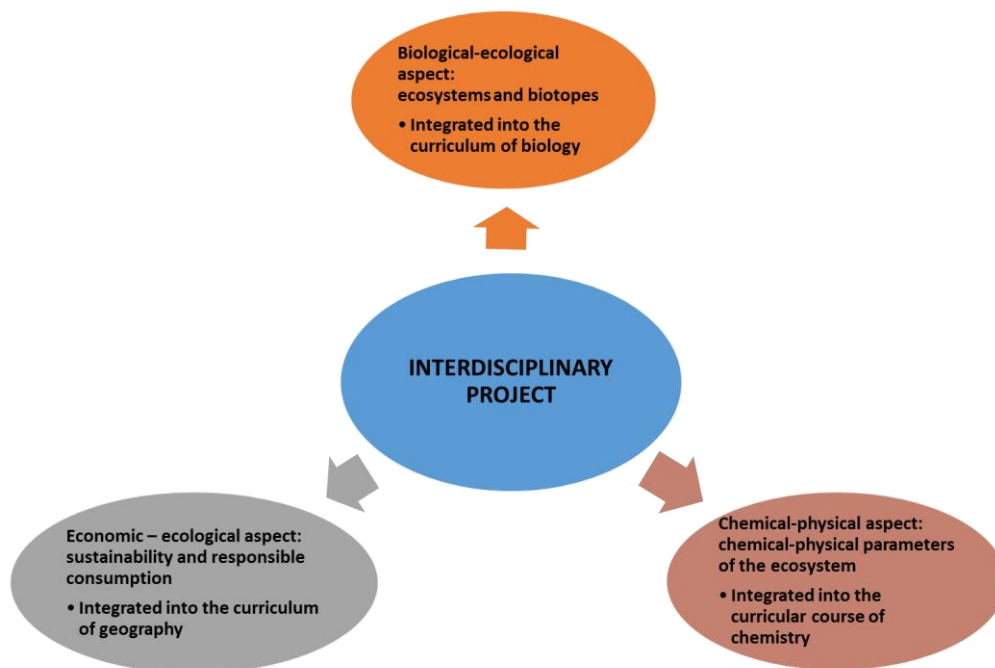 Biological-ecological
aspect:
ecosystems and biotopes
• Integrated into the
curriculum of biology
INTERDISCIPLINARY
PROJECT
Economic – ecological aspect:
sustainability and responsible
consumption
• Integrated into the curriculum
of geography
Chemical-physical aspect:
chemical-physical parameters
of the ecosystem
• Integrated into the
curricular course of
chemistry